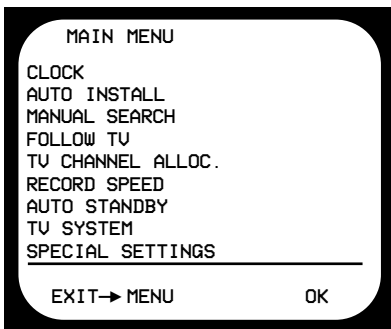 MAIN MENU
CLOCK
AUTO INSTALL
MANUAL SEARCH
FOLLOW TV
TV CHANNEL ALLOC.
RECORD SPEED
AUTO STANDBY
TV SYSTEM
SPECIAL SETTINGS
EXIT→ MENU OK